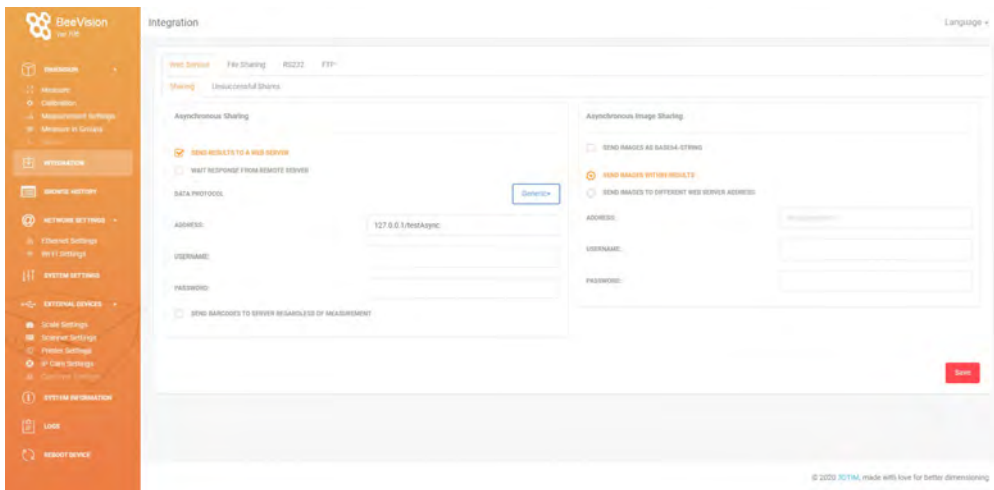 BeeVision
Integration
Language
DIMENSION
Measure
Calibration
Measurement Settings
Measure in Groups
INTEGRATION
BROWSE HISTORY
NETWORK SETTINGS
Ethernet Settings
Wi-Fi Settings
SYSTEM SETTINGS
EXTERNAL DEVICES
Scale Settings
Scanner Settings
Printer Settings
IP Cam Settings
SYSTEM INFORMATION
LOGS
REBOOT DEVICE
Web Service File Sharing RS232 FTP
Sharing Unsuccessful Shares
Asynchronous Sharing
SEND RESULTS TO A WEB SERVER
WAIT RESPONSE FROM REMOTE SERVER
DATA PROTOCOL Generic
ADDRESS: 127.0.0.1/testAsync
USERNAME:
PASSWORD:
SEND BARCODES TO SERVER REGARDLESS OF MEASUREMENT
Asynchronous Image Sharing
SEND IMAGES AS BASE64-STRING
SEND IMAGES WITHIN RESULTS
SEND IMAGES TO DIFFERENT WEB SERVER ADDRESS
ADDRESS:
USERNAME:
PASSWORD:
Save
© 2020 3DTIM, made with love for better dimensioning